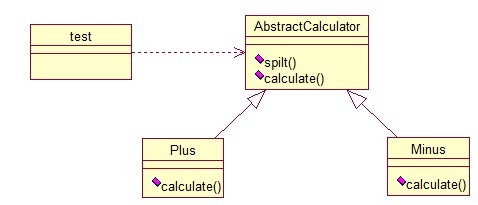 test
AbstractCalculator
spilt()
calculate()
Plus
calculate()
Minus
calculate()